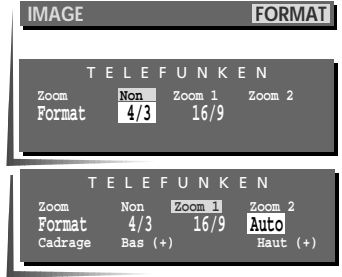 IMAGE FORMAT
TELEFUNKEN
Zoom Non Zoom 1 Zoom 2
Format 4/3 16/9
TELEFUNKEN
Zoom Non Zoom 1 Zoom 2
Format 4/3 16/9 Auto
Cadrage Bas (+) Haut (+)